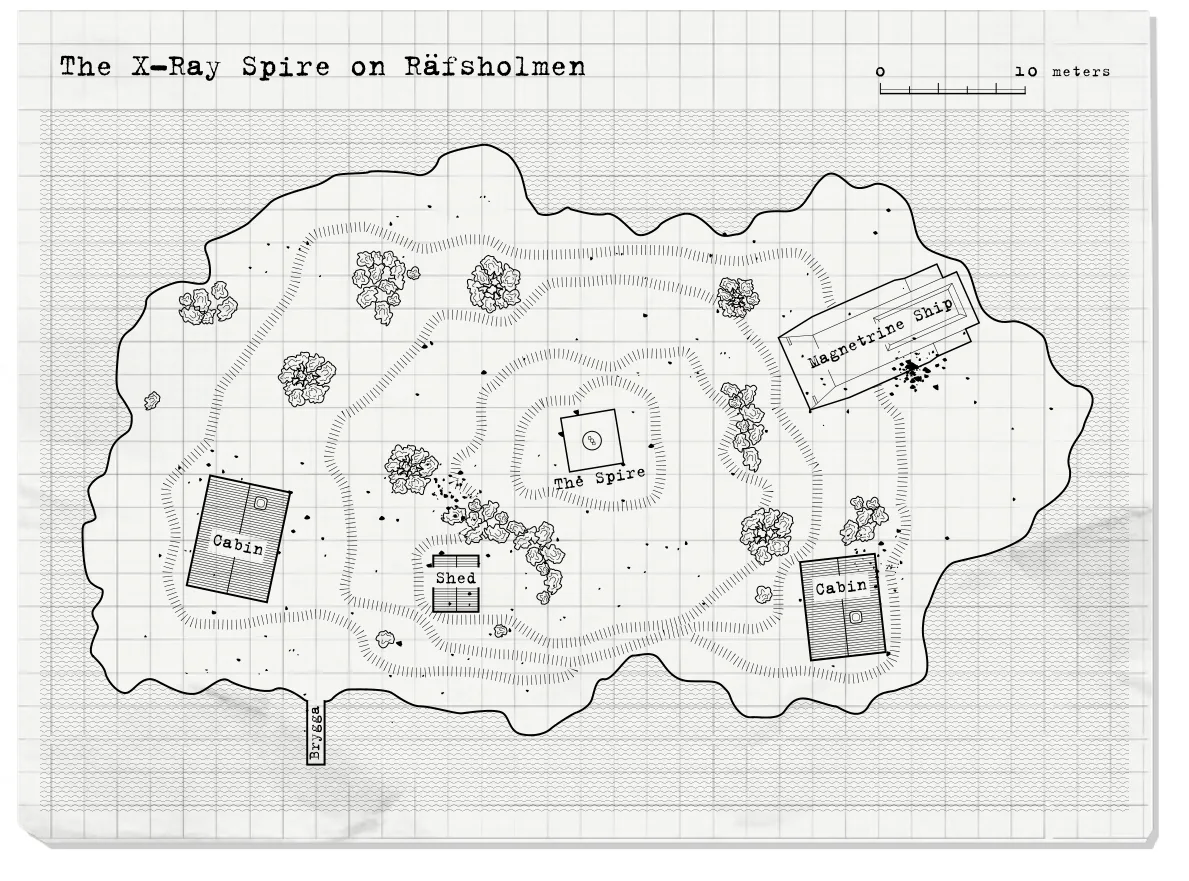 The X-Ray Spire on Räfsholmen
0 10 meters
Magnetrine Ship
The Spire
Cabin
Shed
Cabin
Brygga